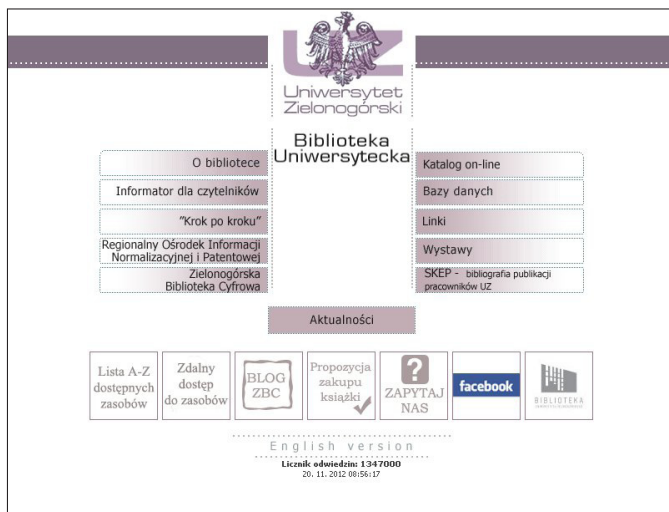 UZ
Uniwersytet
Zielonogórski
Biblioteka
Uniwersytecka
O bibliotece
Informator dla czytelników
"Krok po kroku"
Regionalny Ośrodek Informacji
Normalizacyjnej i Patentowej
Zielonogórska
Biblioteka Cyfrowa
Katalog on-line
Bazy danych
Linki
Wystawy
SKEP - bibliografia publikacji
pracowników UZ
Aktualności
Lista A-Z
dostępnych
zasobów
Zdalny
dostęp
do zasobów
BLOG
ZBC
Propozycja
zakupu
książki
?
ZAPYTAJ
NAS
facebook
BIBLIOTEKA
English version
Licznik odwiedzin: 1347000
20. 11. 2012 08:56:17